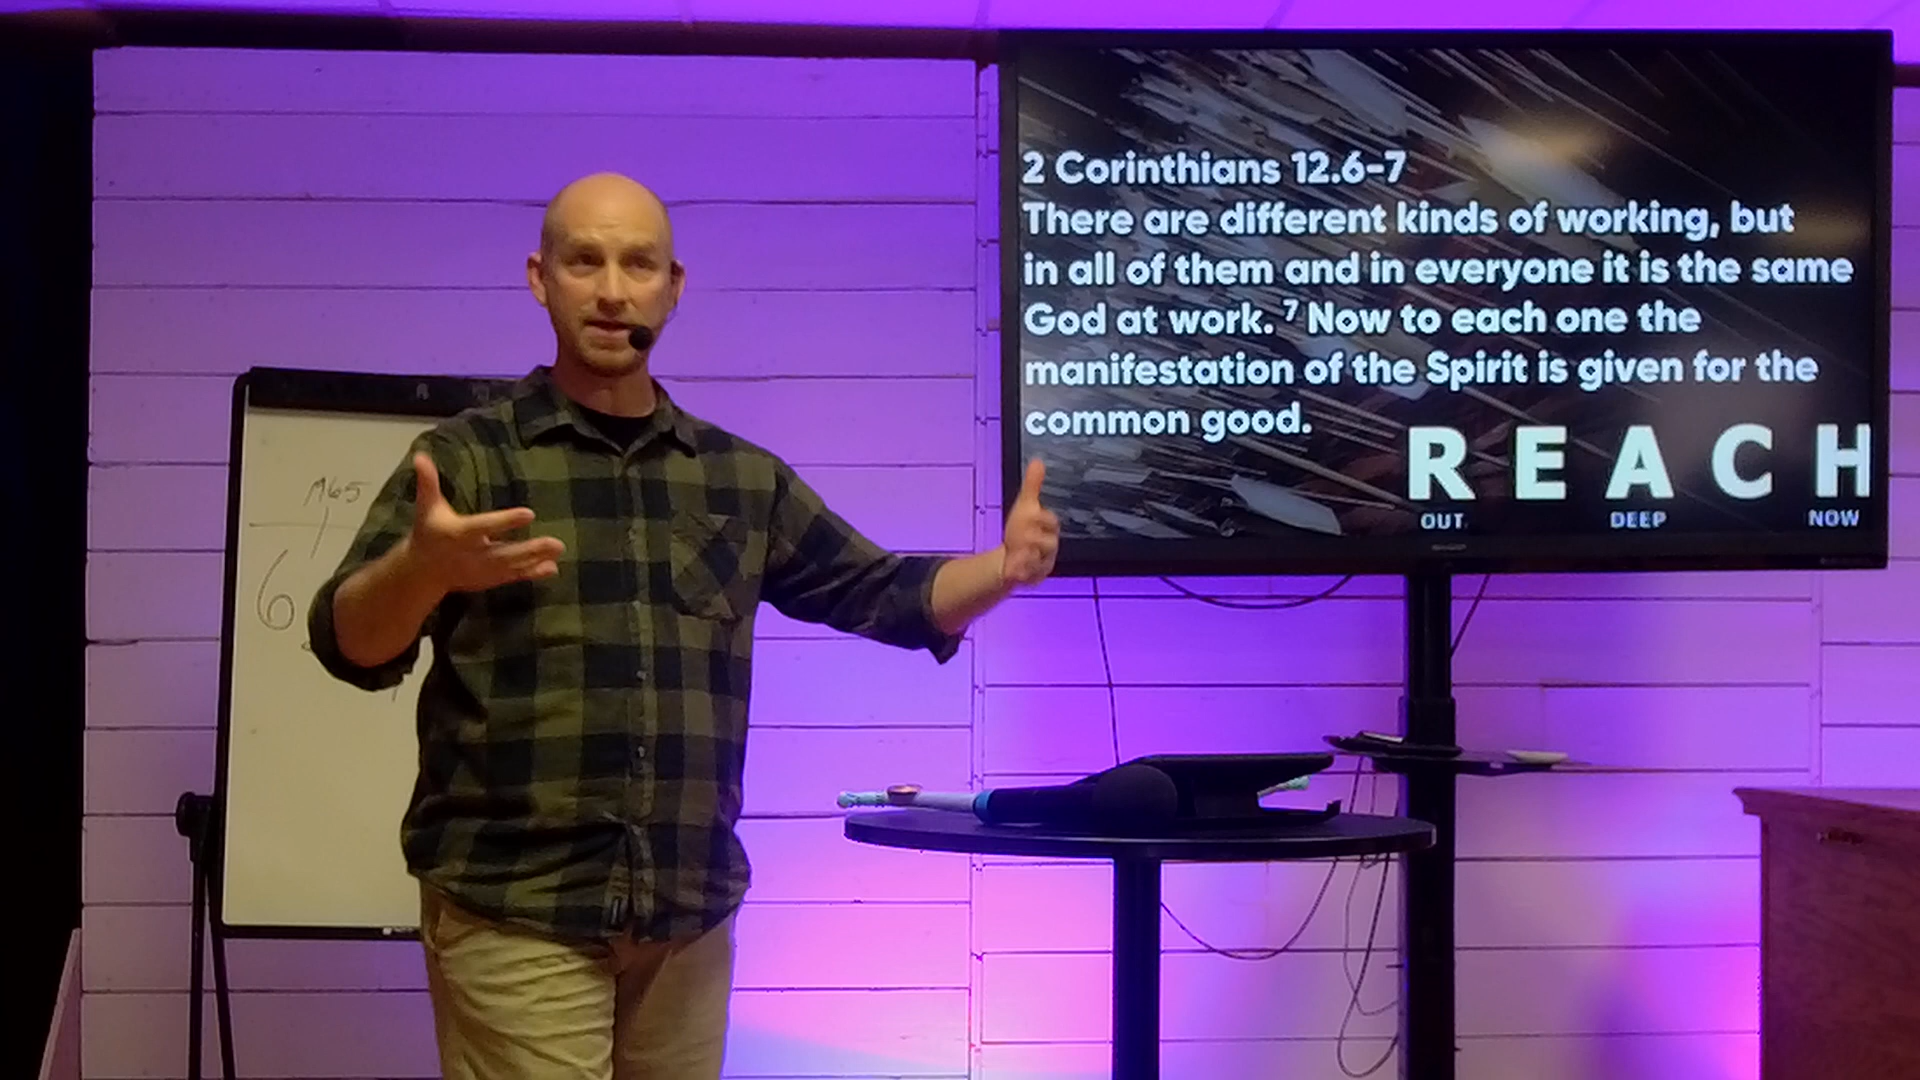 2 Corinthians 12.6-7
There are different kinds of working, but
in all of them and in everyone it is the same
God at work. ⁷ Now to each one the
manifestation of the Spirit is given for the
common good.
R E A C H
OUT DEEP NOW
6